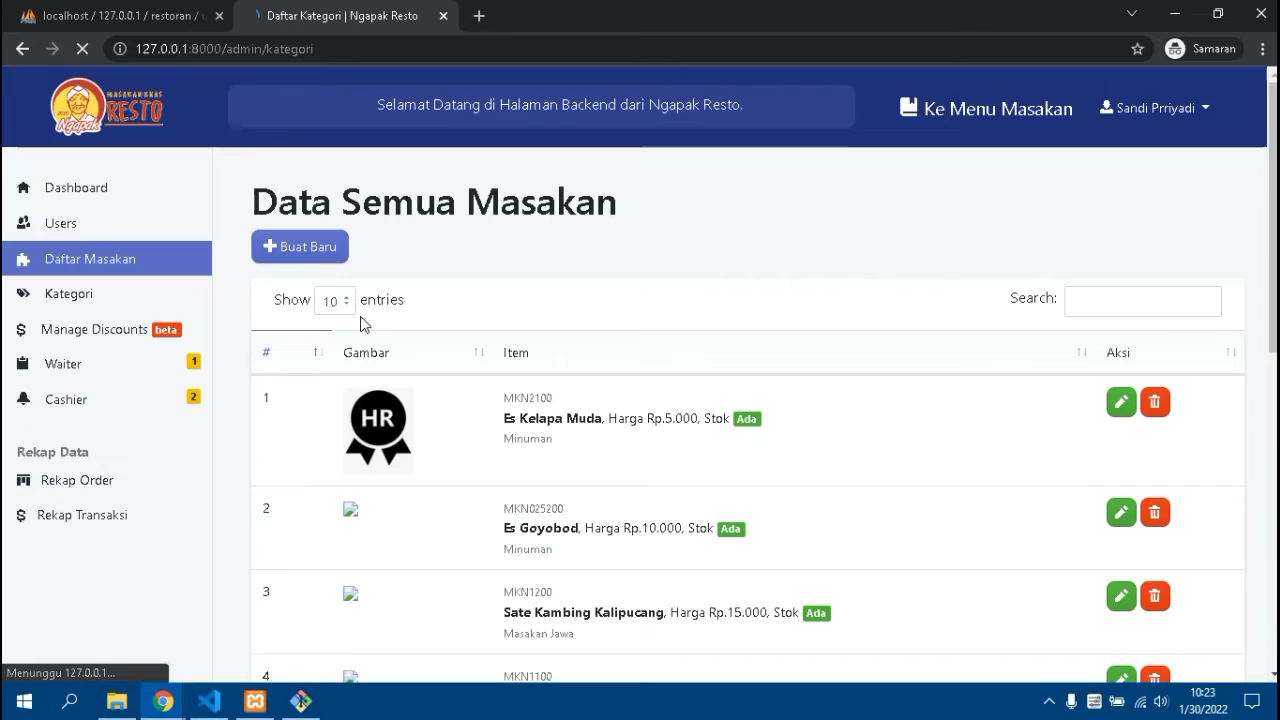 localhost / 127.0.0.1 / restoran / u
Daftar Kategori | Ngapak Resto
127.0.0.1:8000/admin/kategori
Samaran
MASAKAN KHAS
RESTO
Ngapak
Selamat Datang di Halaman Backend dari Ngapak Resto.
Ke Menu Masakan
Sandi Prriyadi
Dashboard
Users
Daftar Masakan
Kategori
Manage Discounts beta
Waiter 1
Cashier 2
Rekap Data
Rekap Order
Rekap Transaksi
Data Semua Masakan
Buat Baru
Show 10 entries
Search:
# Gambar Item Aksi
1
HR
MKN2100
Es Kelapa Muda, Harga Rp.5.000, Stok Ada
Minuman
2
MKN025200
Es Goyobod, Harga Rp.10.000, Stok Ada
Minuman
3
MKN1200
Sate Kambing Kalipucang, Harga Rp.15.000, Stok Ada
Masakan Jawa
4
MKN1100
Menunggu 127.0.0.1...
10:23
1/30/2022